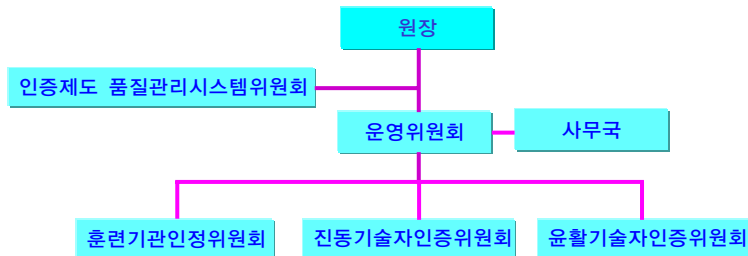 원장
인증제도 품질관리시스템위원회
운영위원회
사무국
훈련기관인정위원회
진동기술자인증위원회
윤활기술자인증위원회